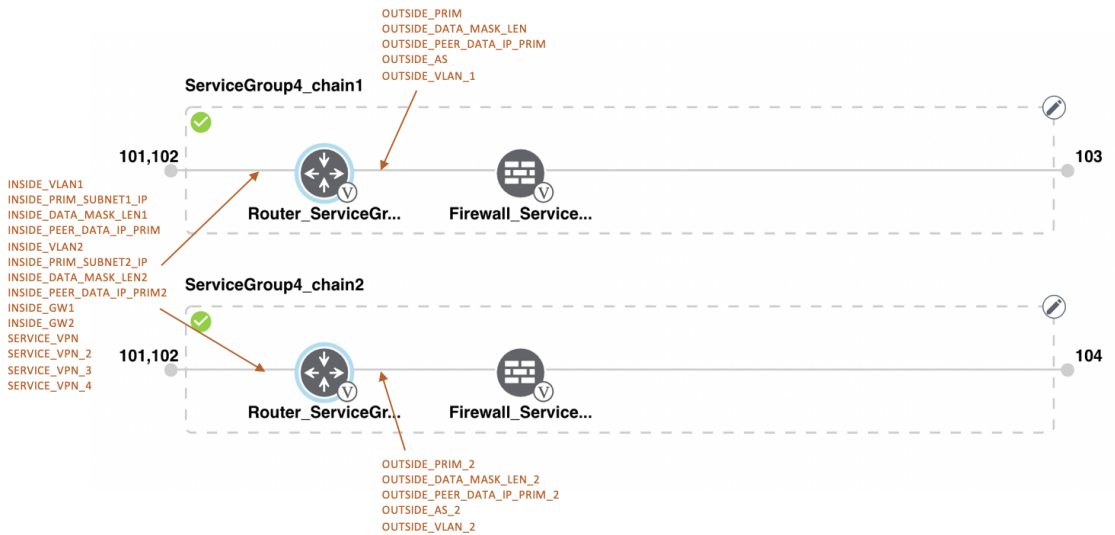 OUTSIDE_PRIM
OUTSIDE_DATA_MASK_LEN
OUTSIDE_PEER_DATA_IP_PRIM
OUTSIDE_AS
OUTSIDE_VLAN_1
ServiceGroup4_chain1
101,102
103
V
V
Router_ServiceGr...
Firewall_Service...
INSIDE_VLAN1
INSIDE_PRIM_SUBNET1_IP
INSIDE_DATA_MASK_LEN1
INSIDE_PEER_DATA_IP_PRIM
INSIDE_VLAN2
INSIDE_PRIM_SUBNET2_IP
INSIDE_DATA_MASK_LEN2
INSIDE_PEER_DATA_IP_PRIM2
INSIDE_GW1
INSIDE_GW2
SERVICE_VPN
SERVICE_VPN_2
SERVICE_VPN_3
SERVICE_VPN_4
ServiceGroup4_chain2
101,102
104
V
V
Router_ServiceGr...
Firewall_Service...
OUTSIDE_PRIM_2
OUTSIDE_DATA_MASK_LEN_2
OUTSIDE_PEER_DATA_IP_PRIM_2
OUTSIDE_AS_2
OUTSIDE_VLAN_2